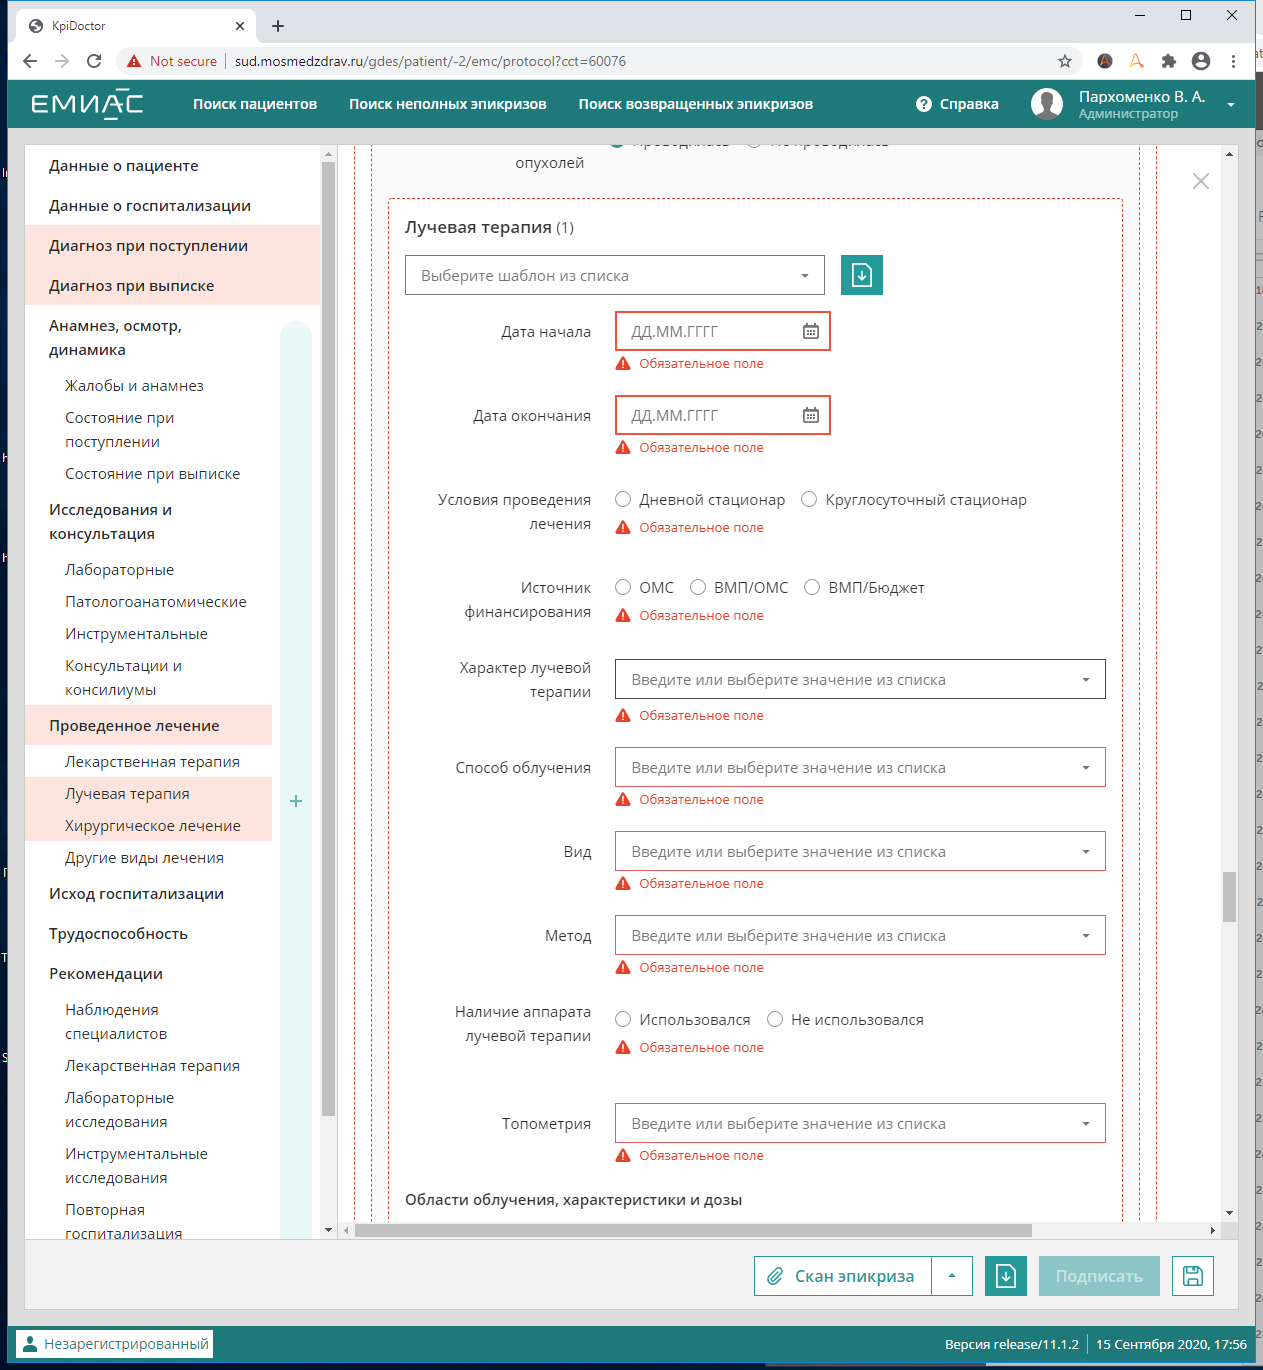 KpiDoctor
Not secure
sud.mosmedzdrav.ru/gdes/patient/-2/emc/protocol?cct=60076
ЕМИАС
Поиск пациентов
Поиск неполных эпикризов
Поиск возвращенных эпикризов
? Справка
Пархоменко В. А.
Администратор
Данные о пациенте
Данные о госпитализации
Диагноз при поступлении
Диагноз при выписке
Анамнез, осмотр,
динамика
Жалобы и анамнез
Состояние при
поступлении
Состояние при выписке
Исследования и
консультация
Лабораторные
Патологоанатомические
Инструментальные
Консультации и
консилиумы
Проведенное лечение
Лекарственная терапия
Лучевая терапия
Хирургическое лечение
Другие виды лечения
Исход госпитализации
Трудоспособность
Рекомендации
Наблюдения
специалистов
Лекарственная терапия
Лабораторные
исследования
Инструментальные
исследования
Повторная
госпитализация
опухолей
Проводилась
Не проводилась
Лучевая терапия (1)
Выберите шаблон из списка
Дата начала
ДД.ММ.ГГГГ
Обязательное поле
Дата окончания
ДД.ММ.ГГГГ
Обязательное поле
Условия проведения
лечения
Дневной стационар
Круглосуточный стационар
Обязательное поле
Источник
финансирования
ОМС
ВМП/ОМС
ВМП/Бюджет
Обязательное поле
Характер лучевой
терапии
Введите или выберите значение из списка
Обязательное поле
Способ облучения
Введите или выберите значение из списка
Обязательное поле
Вид
Введите или выберите значение из списка
Обязательное поле
Метод
Введите или выберите значение из списка
Обязательное поле
Наличие аппарата
лучевой терапии
Использовался
Не использовался
Обязательное поле
Топометрия
Введите или выберите значение из списка
Обязательное поле
Области облучения, характеристики и дозы
Скан эпикриза
Подписать
Незарегистрированный
Версия release/11.1.2
15 Сентября 2020, 17:56